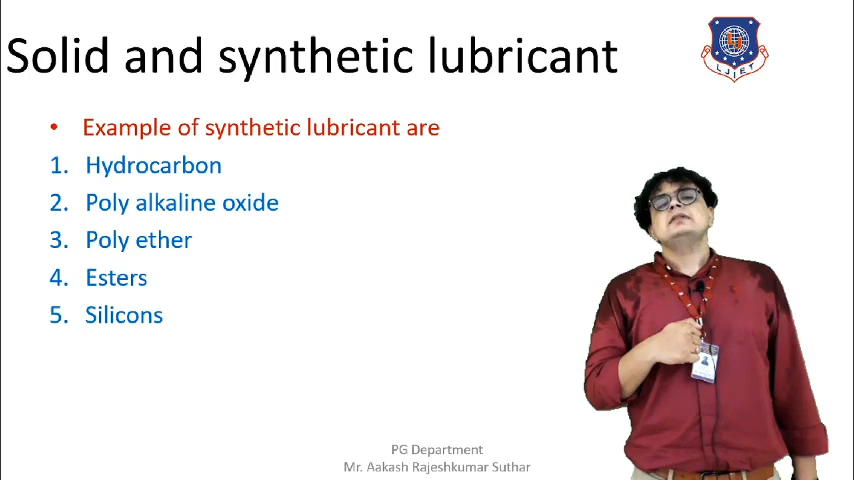 Solid and synthetic lubricant
LJIET
• Example of synthetic lubricant are
1. Hydrocarbon
2. Poly alkaline oxide
3. Poly ether
4. Esters
5. Silicons
PG Department
Mr. Aakash Rajeshkumar Suthar